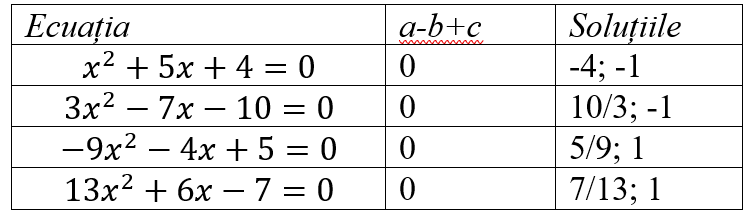 Ecuația a-b+c Soluțiile
x² + 5x + 4 = 0 0 -4; -1
3x² − 7x − 10 = 0 0 10/3; -1
−9x² − 4x + 5 = 0 0 5/9; 1
13x² + 6x − 7 = 0 0 7/13; 1